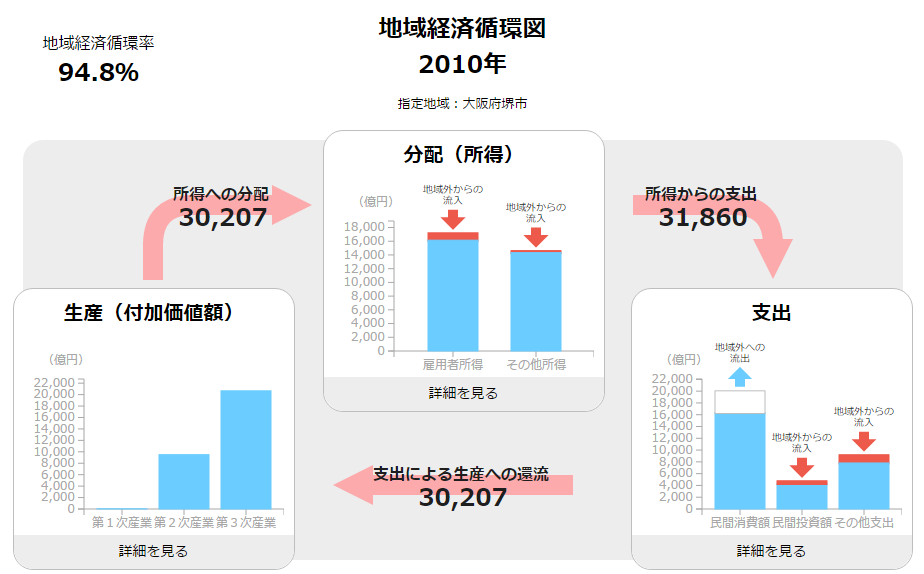 地域経済循環図
2010年
指定地域：大阪府堺市
地域経済循環率
94.8%
所得への分配
30,207
分配（所得）
（億円）
地域外からの
流入
地域外からの
流入
18,000
16,000
14,000
12,000
10,000
8,000
6,000
4,000
2,000
0
雇用者所得
その他所得
詳細を見る
所得からの支出
31,860
生産（付加価値額）
（億円）
22,000
20,000
18,000
16,000
14,000
12,000
10,000
8,000
6,000
4,000
2,000
0
第１次産業
第２次産業
第３次産業
詳細を見る
支出による生産への還流
30,207
支出
（億円）
地域外への
流出
地域外からの
流入
地域外からの
流入
22,000
20,000
18,000
16,000
14,000
12,000
10,000
8,000
6,000
4,000
2,000
0
民間消費額
民間投資額
その他支出
詳細を見る